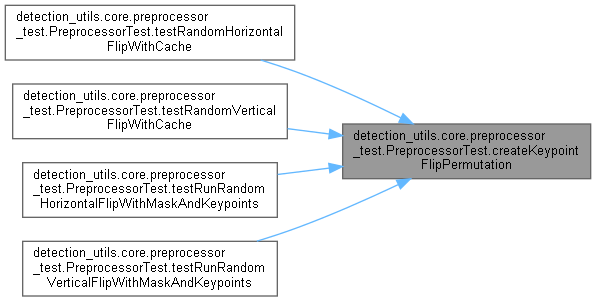 detection_utils.core.preprocessor
_test.PreprocessorTest.testRandomHorizontal
FlipWithCache
detection_utils.core.preprocessor
_test.PreprocessorTest.testRandomVertical
FlipWithCache
detection_utils.core.preprocessor
_test.PreprocessorTest.createKeypoint
FlipPermutation
detection_utils.core.preprocessor
_test.PreprocessorTest.testRunRandom
HorizontalFlipWithMaskAndKeypoints
detection_utils.core.preprocessor
_test.PreprocessorTest.testRunRandom
VerticalFlipWithMaskAndKeypoints